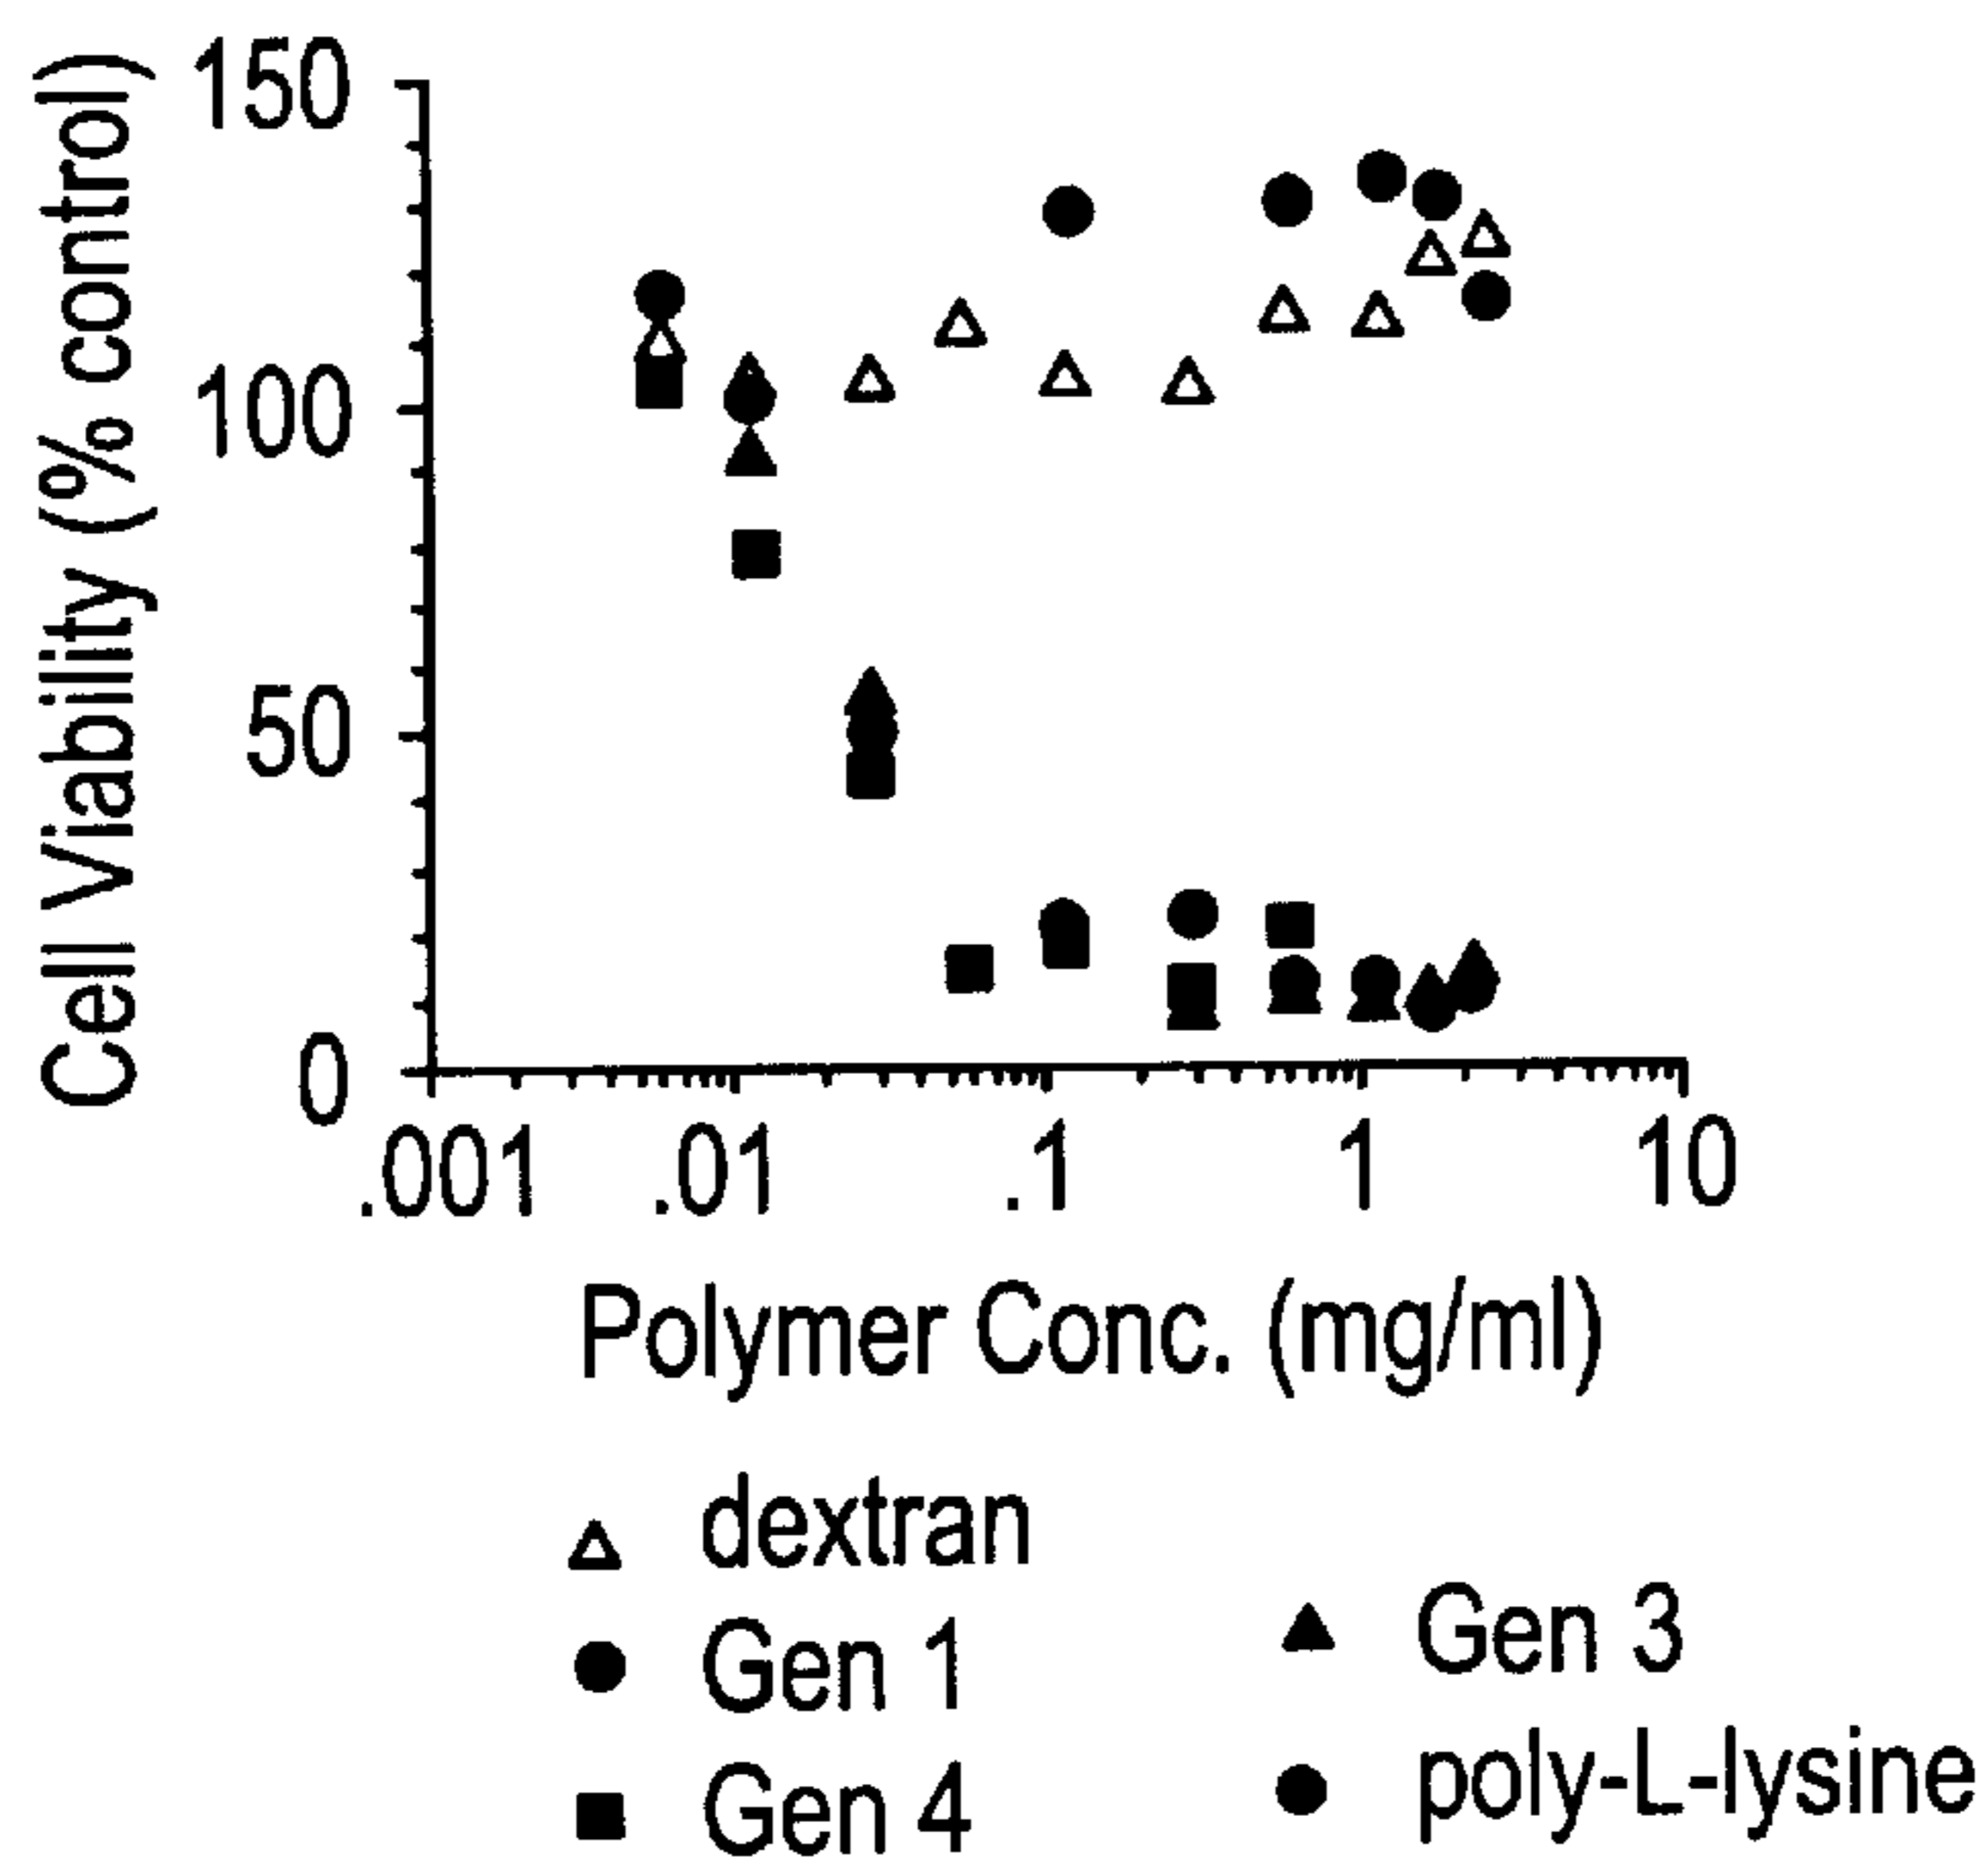 Cell Viability (% control)
150
100
50
0
.001 .01 .1 1 10
Polymer Conc. (mg/ml)
dextran
Gen 1
Gen 4
Gen 3
poly-L-lysine